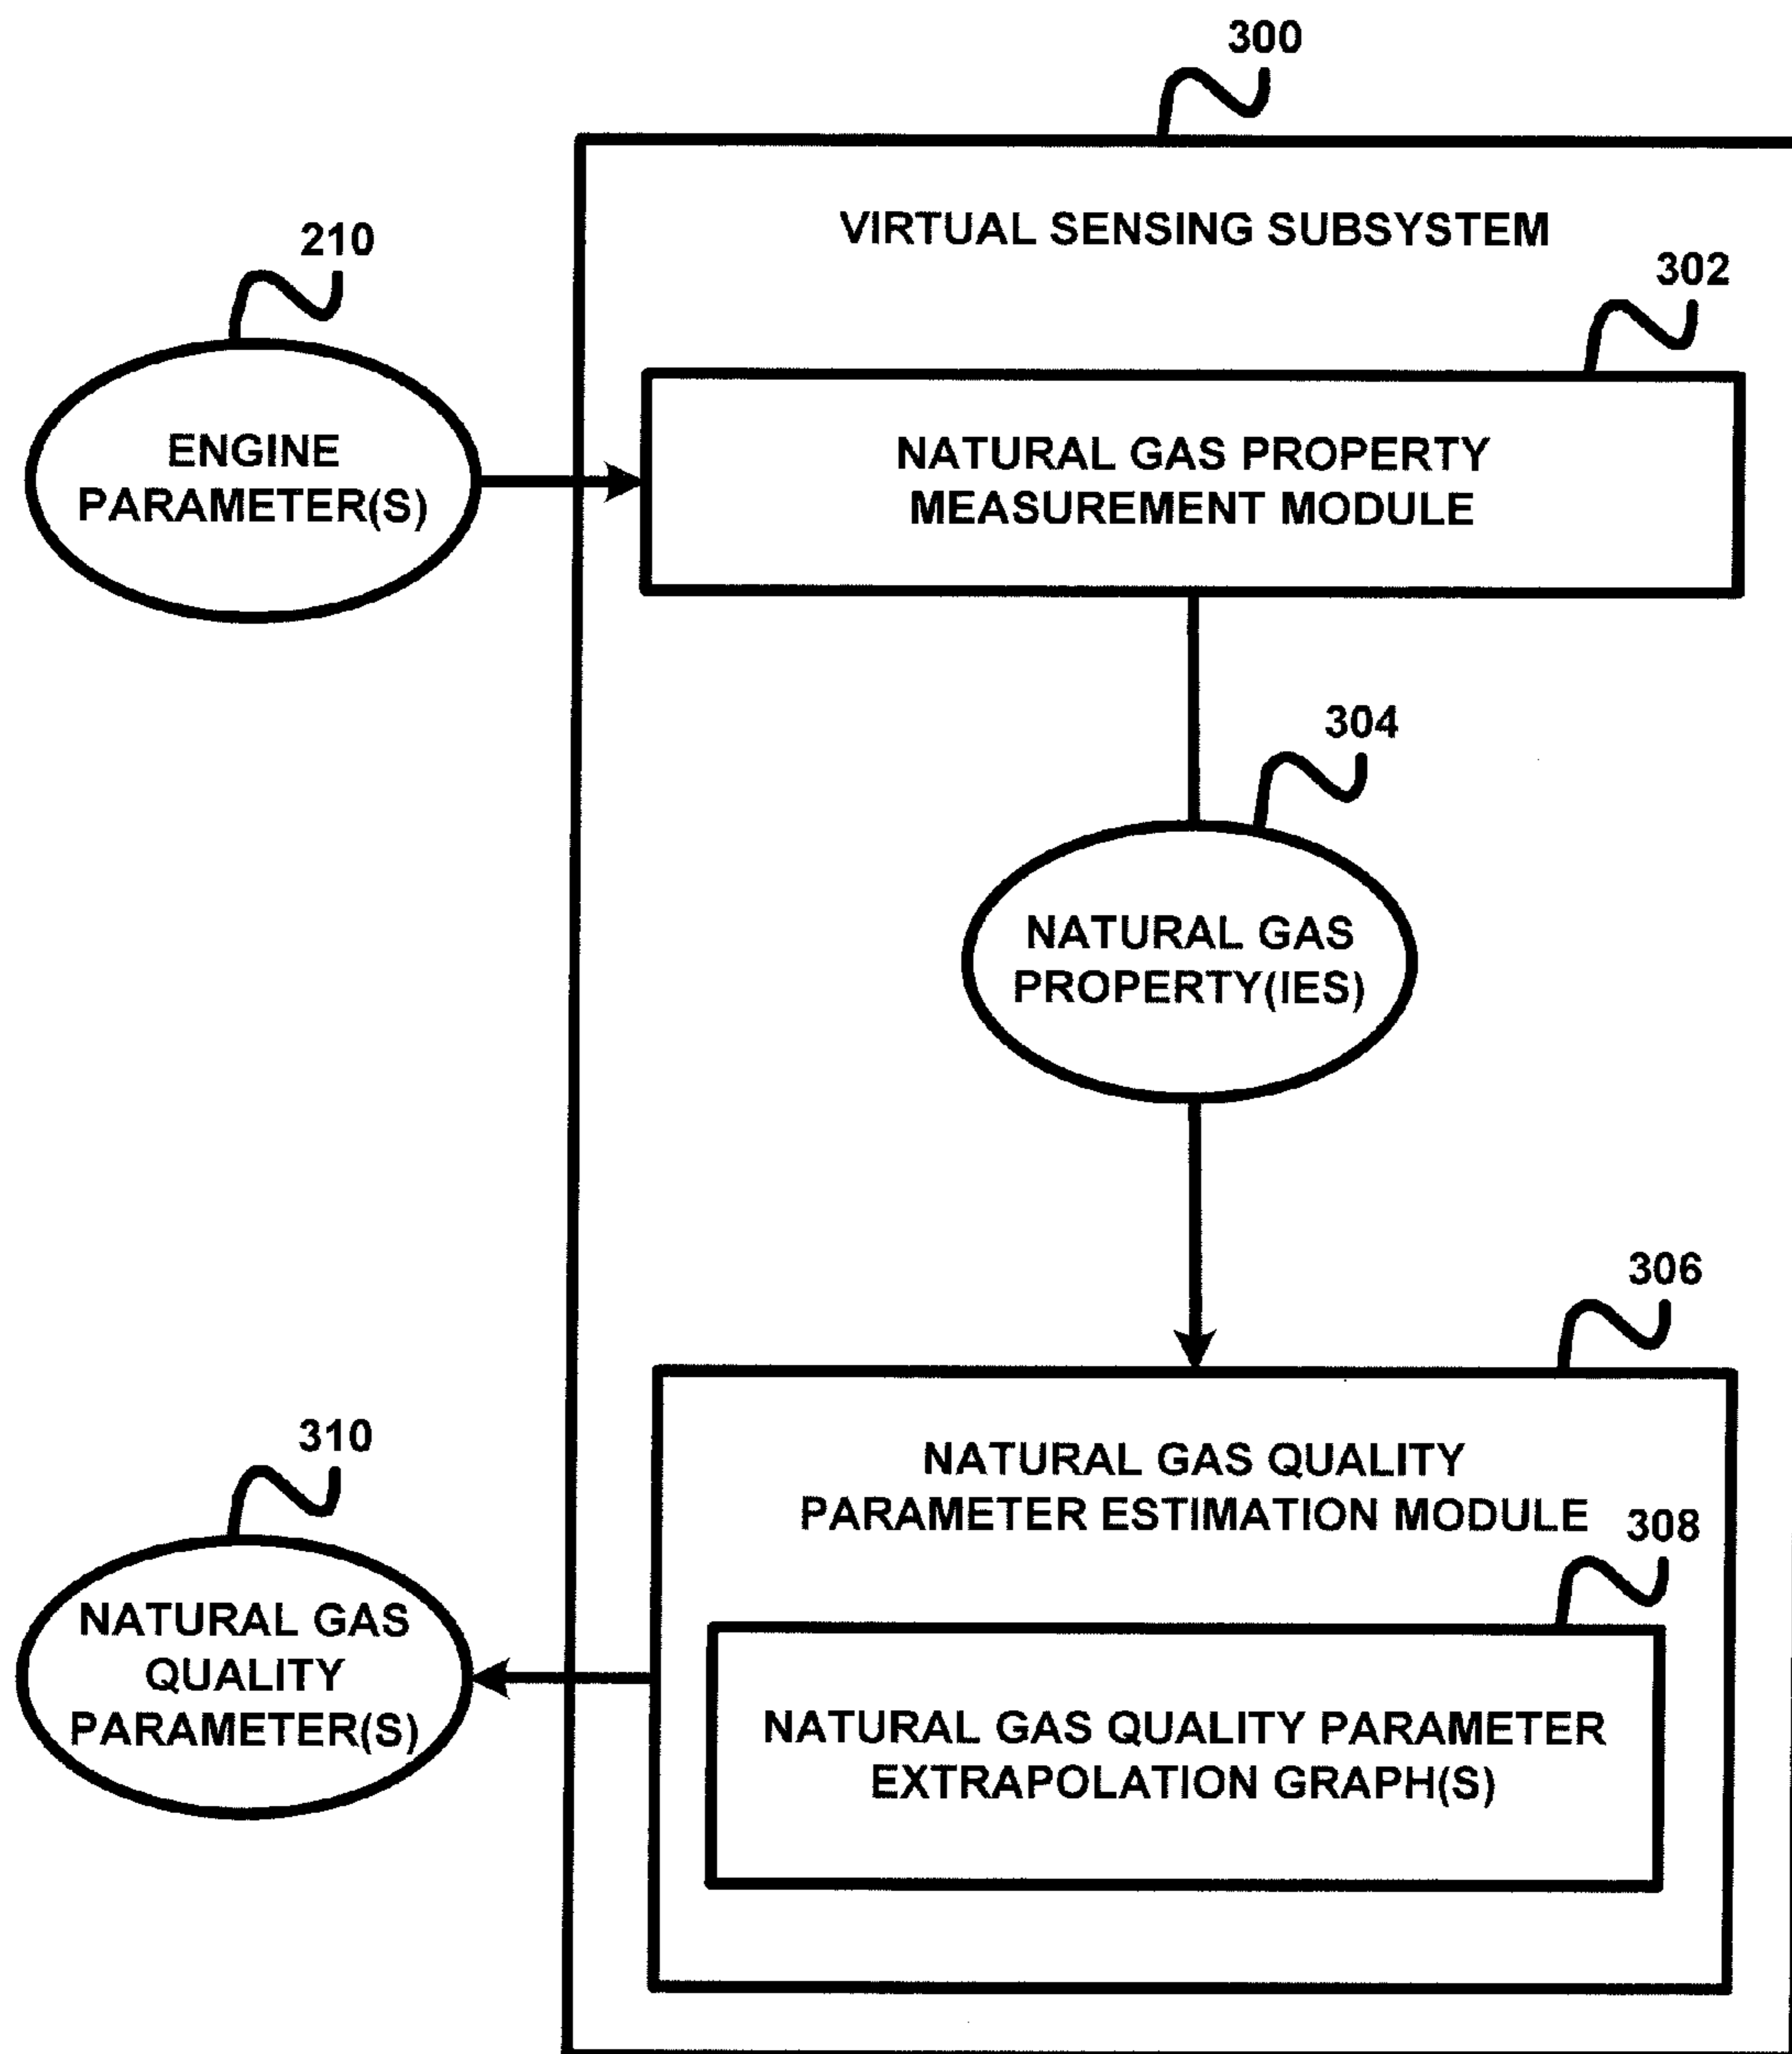 300
VIRTUAL SENSING SUBSYSTEM
210
302
ENGINE
PARAMETER(S)
NATURAL GAS PROPERTY
MEASUREMENT MODULE
304
NATURAL GAS
PROPERTY(IES)
306
NATURAL GAS QUALITY
PARAMETER ESTIMATION MODULE
308
310
NATURAL GAS
QUALITY
PARAMETER(S)
NATURAL GAS QUALITY PARAMETER
EXTRAPOLATION GRAPH(S)